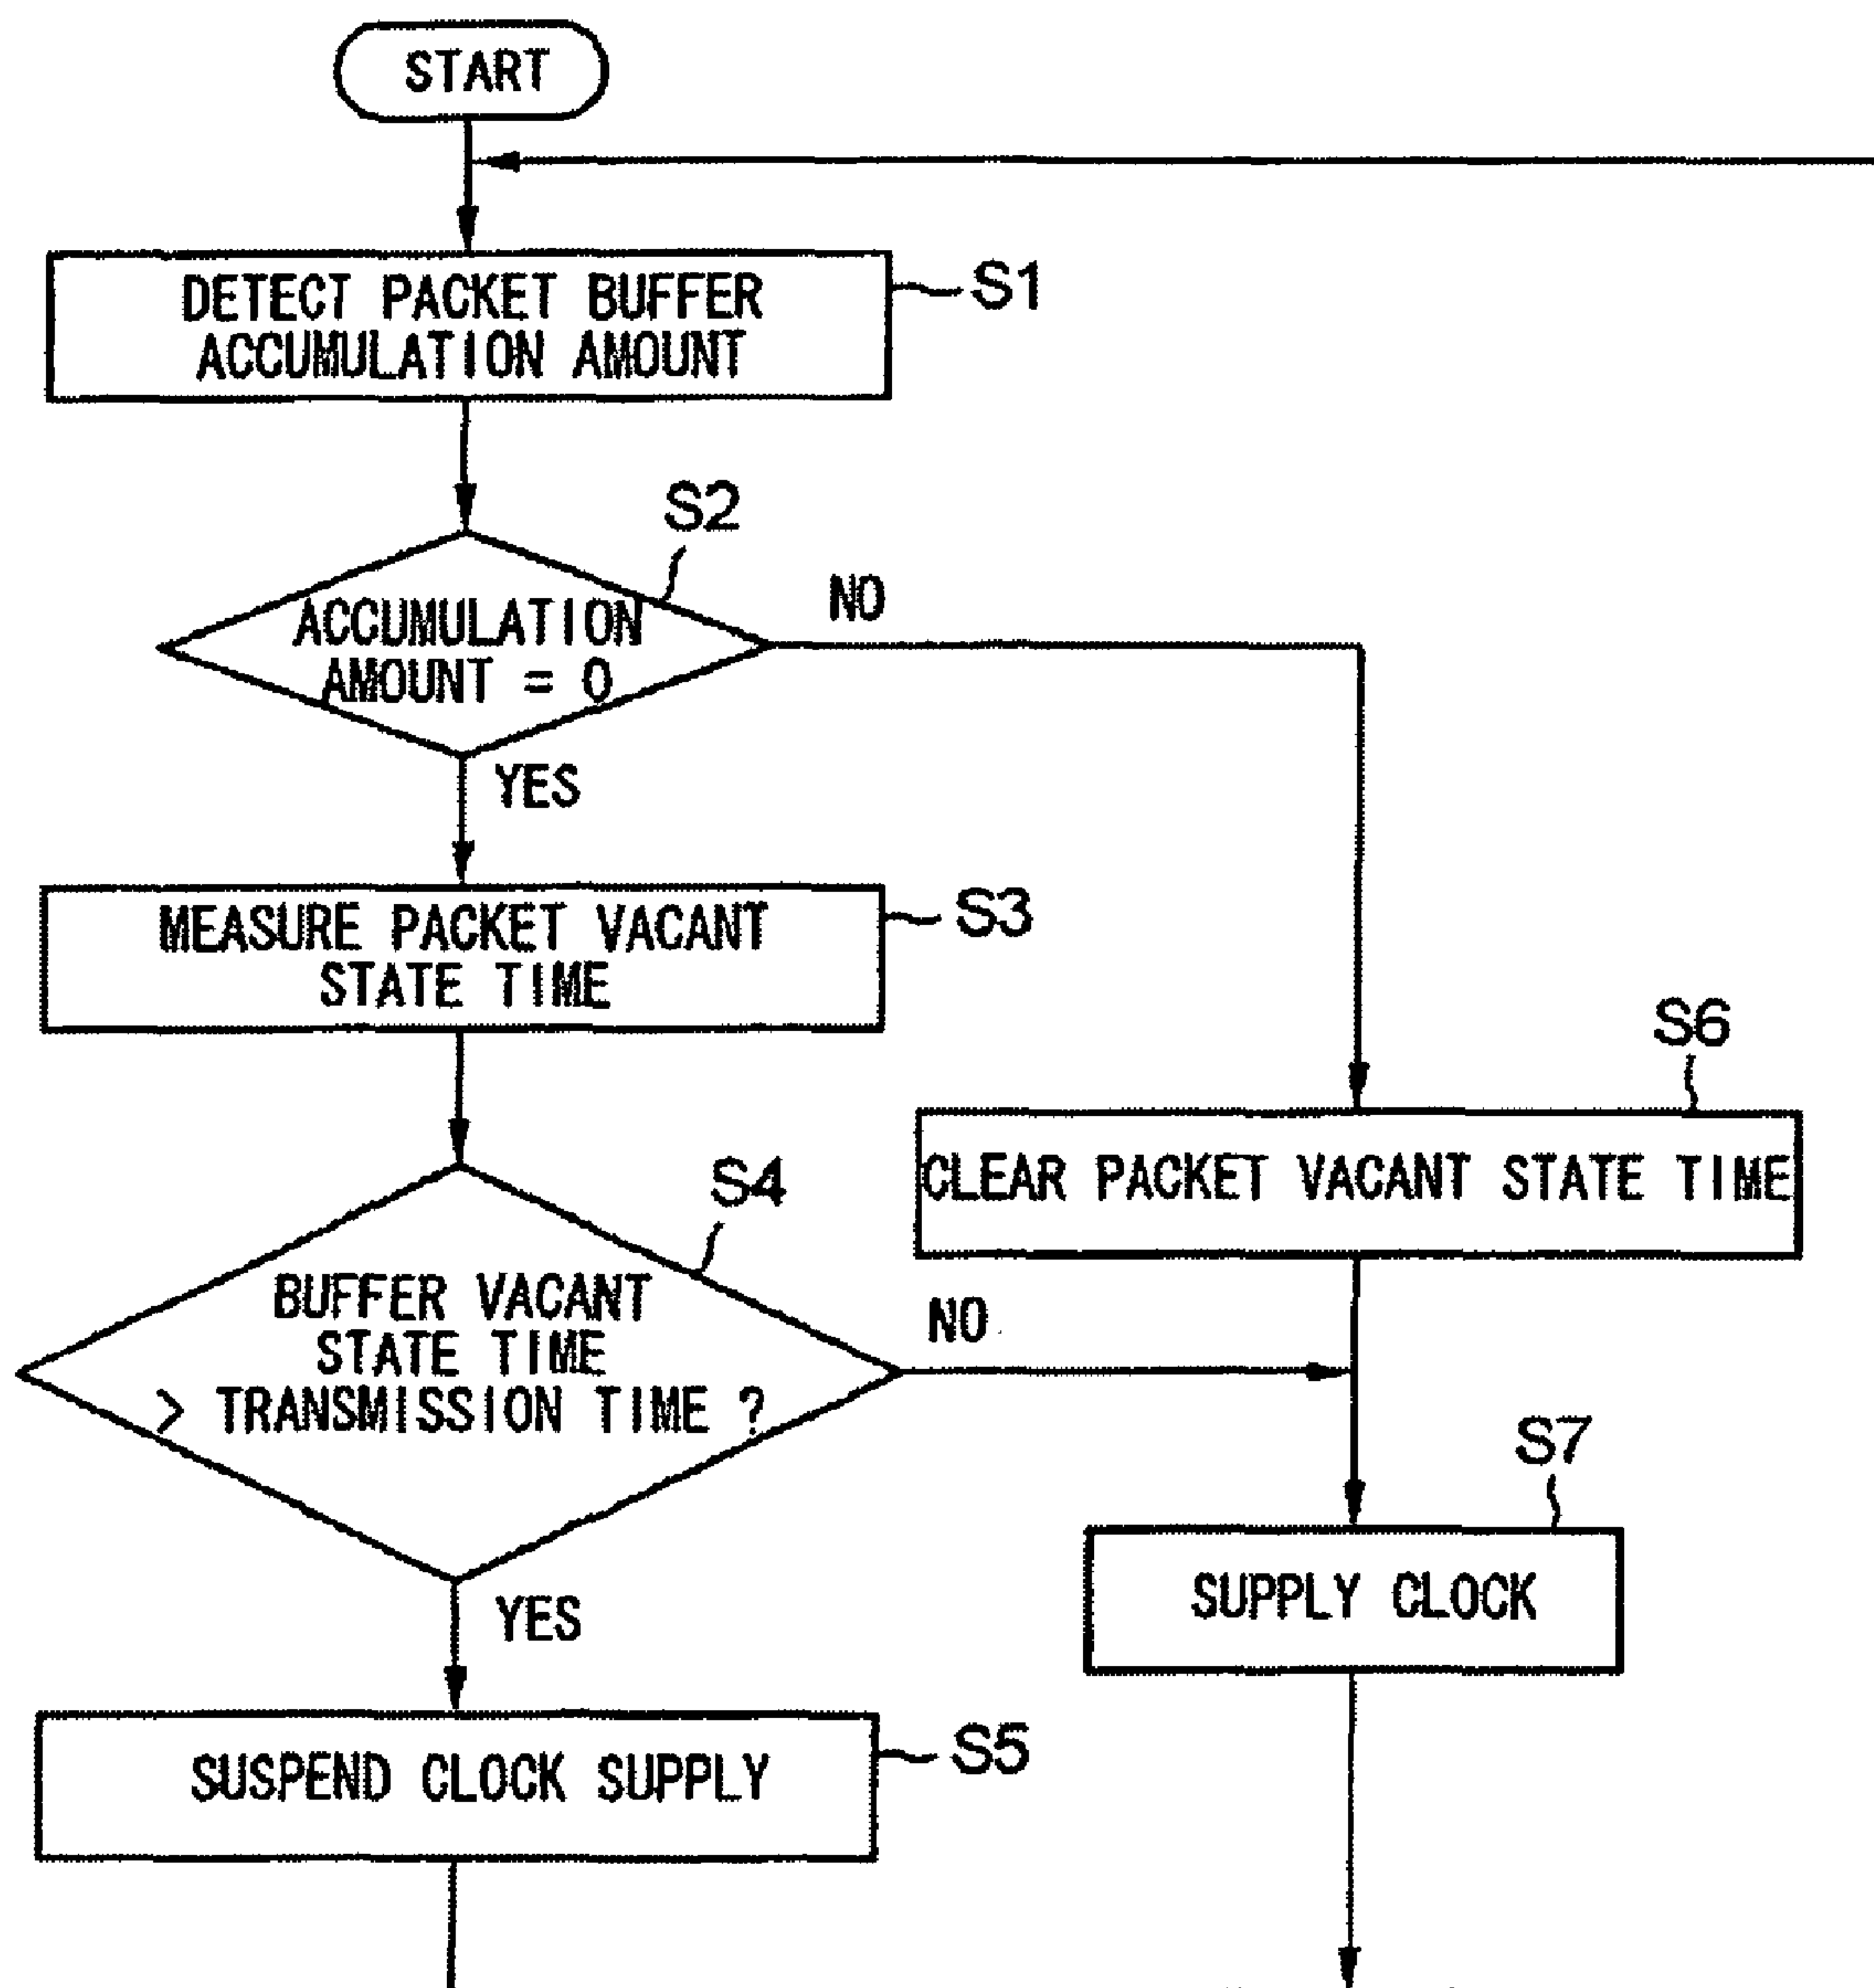 START
DETECT PACKET BUFFER
ACCUMULATION AMOUNT
S1
S2
ACCUMULATION
AMOUNT = 0
NO
YES
MEASURE PACKET VACANT
STATE TIME
S3
S6
CLEAR PACKET VACANT STATE TIME
S4
BUFFER VACANT
STATE TIME
> TRANSMISSION TIME ?
NO
YES
S7
SUPPLY CLOCK
SUSPEND CLOCK SUPPLY
S5